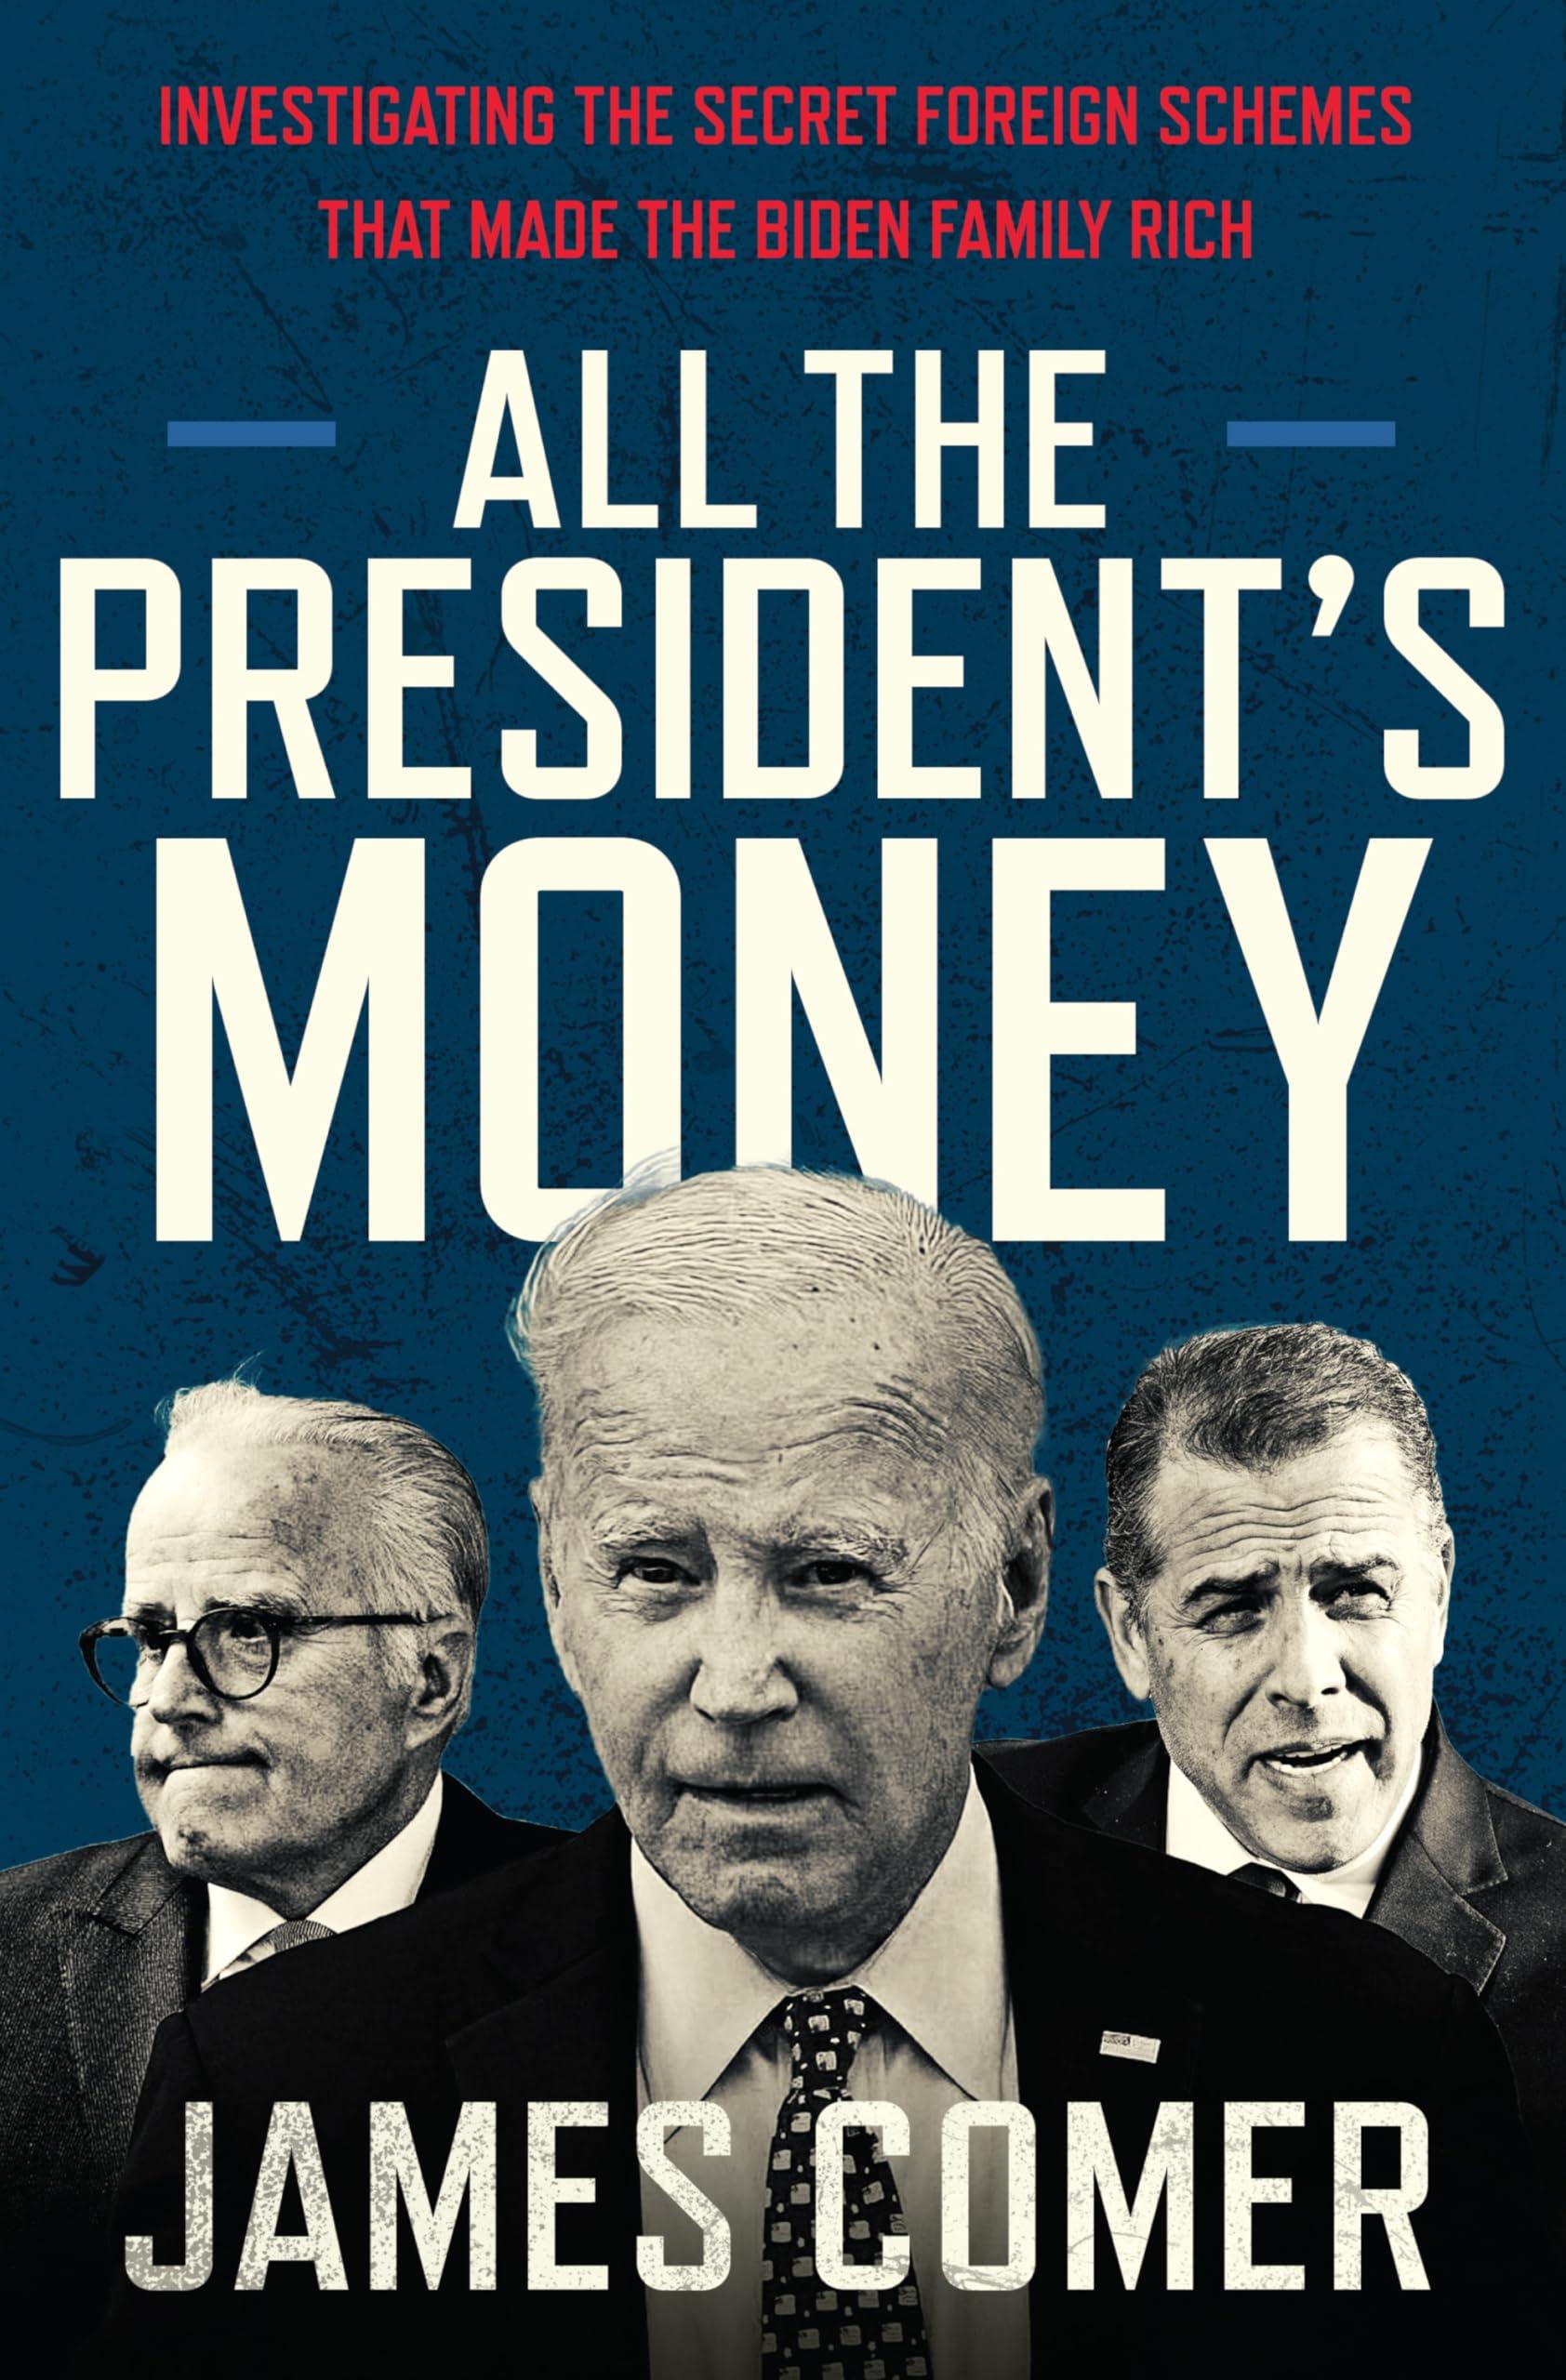 INVESTIGATING THE SECRET FOREIGN SCHEMES
THAT MADE THE BIDEN FAMILY RICH
ALL THE
PRESIDENT’S
MONEY
JAMES COMER